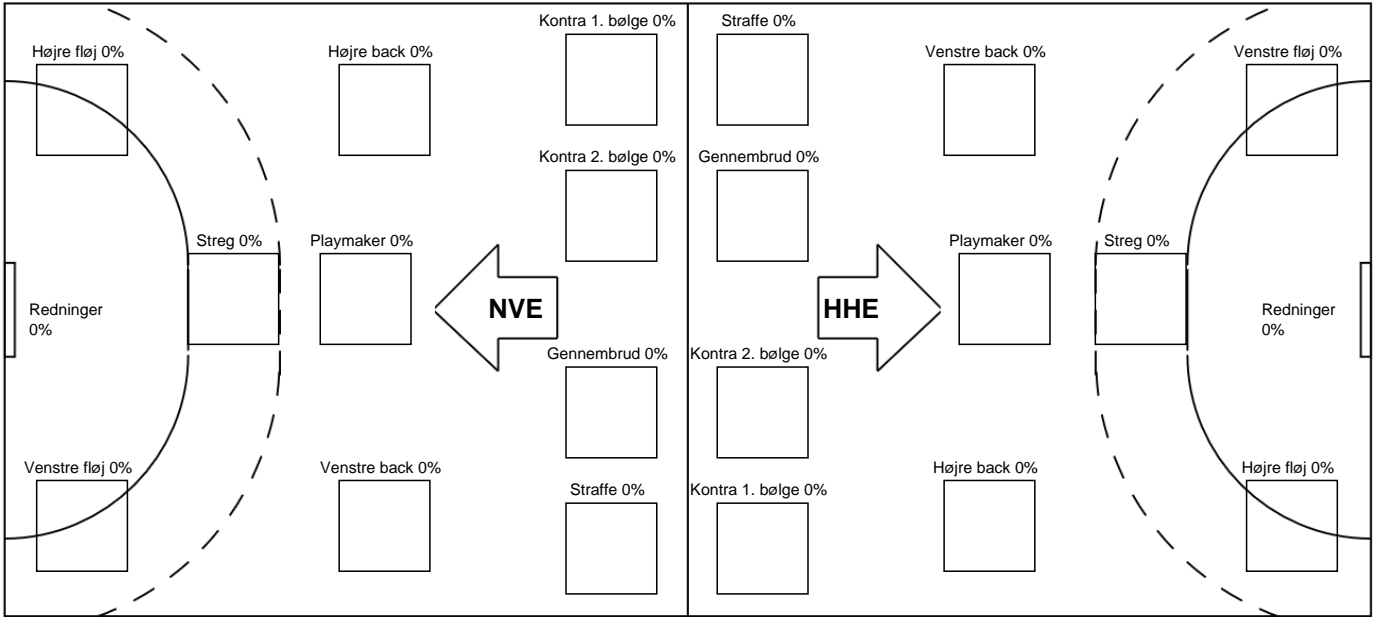 Kontra 1. bølge 0%
Straffe 0%
Højre fløj 0%
Højre back 0%
Venstre back 0%
Venstre fløj 0%
Kontra 2. bølge 0%
Gennembrud 0%
Streg 0%
Playmaker 0%
Playmaker 0%
Streg 0%
Redninger
0%
NVE
HHE
Redninger
0%
Gennembrud 0%
Kontra 2. bølge 0%
Venstre fløj 0%
Venstre back 0%
Straffe 0%
Kontra 1. bølge 0%
Højre back 0%
Højre fløj 0%